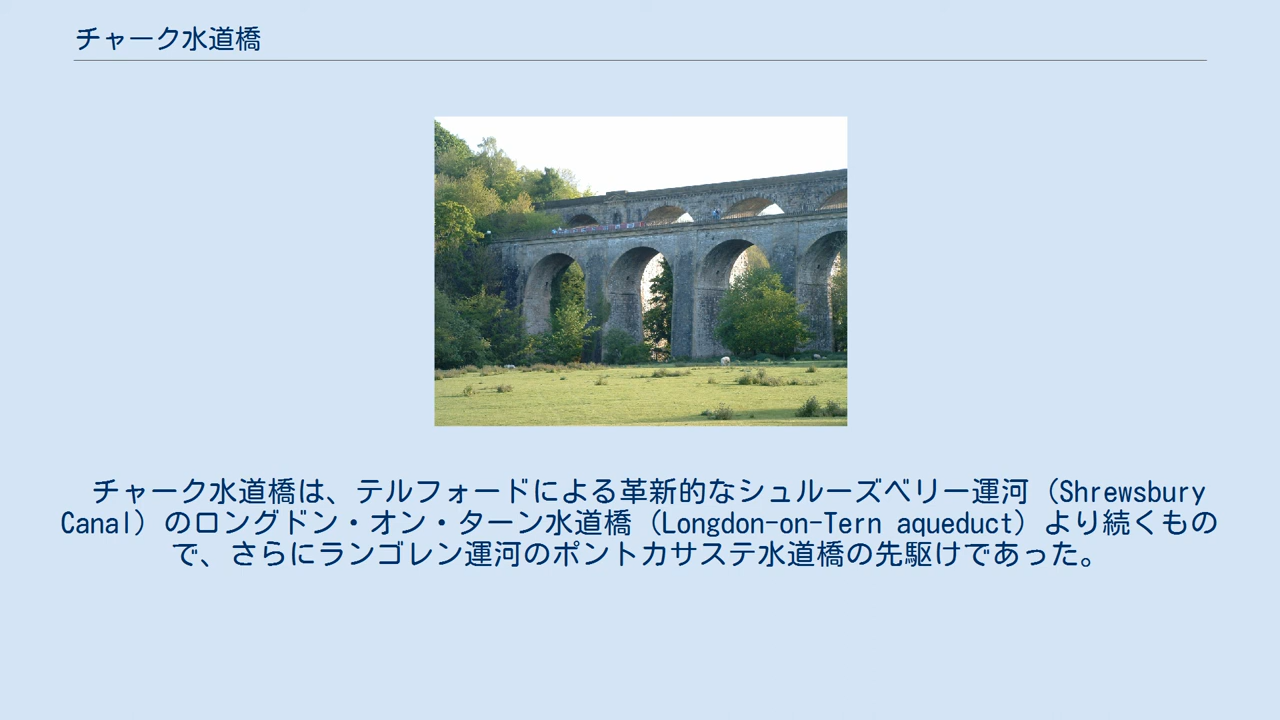 チャーク水道橋
チャーク水道橋は、テルフォードによる革新的なシュルーズベリー運河（Shrewsbury
Canal）のロングドン・オン・ターン水道橋（Longdon-on-Tern aqueduct）より続くもの
で、さらにランゴレン運河のポントカサステ水道橋の先駆けであった。